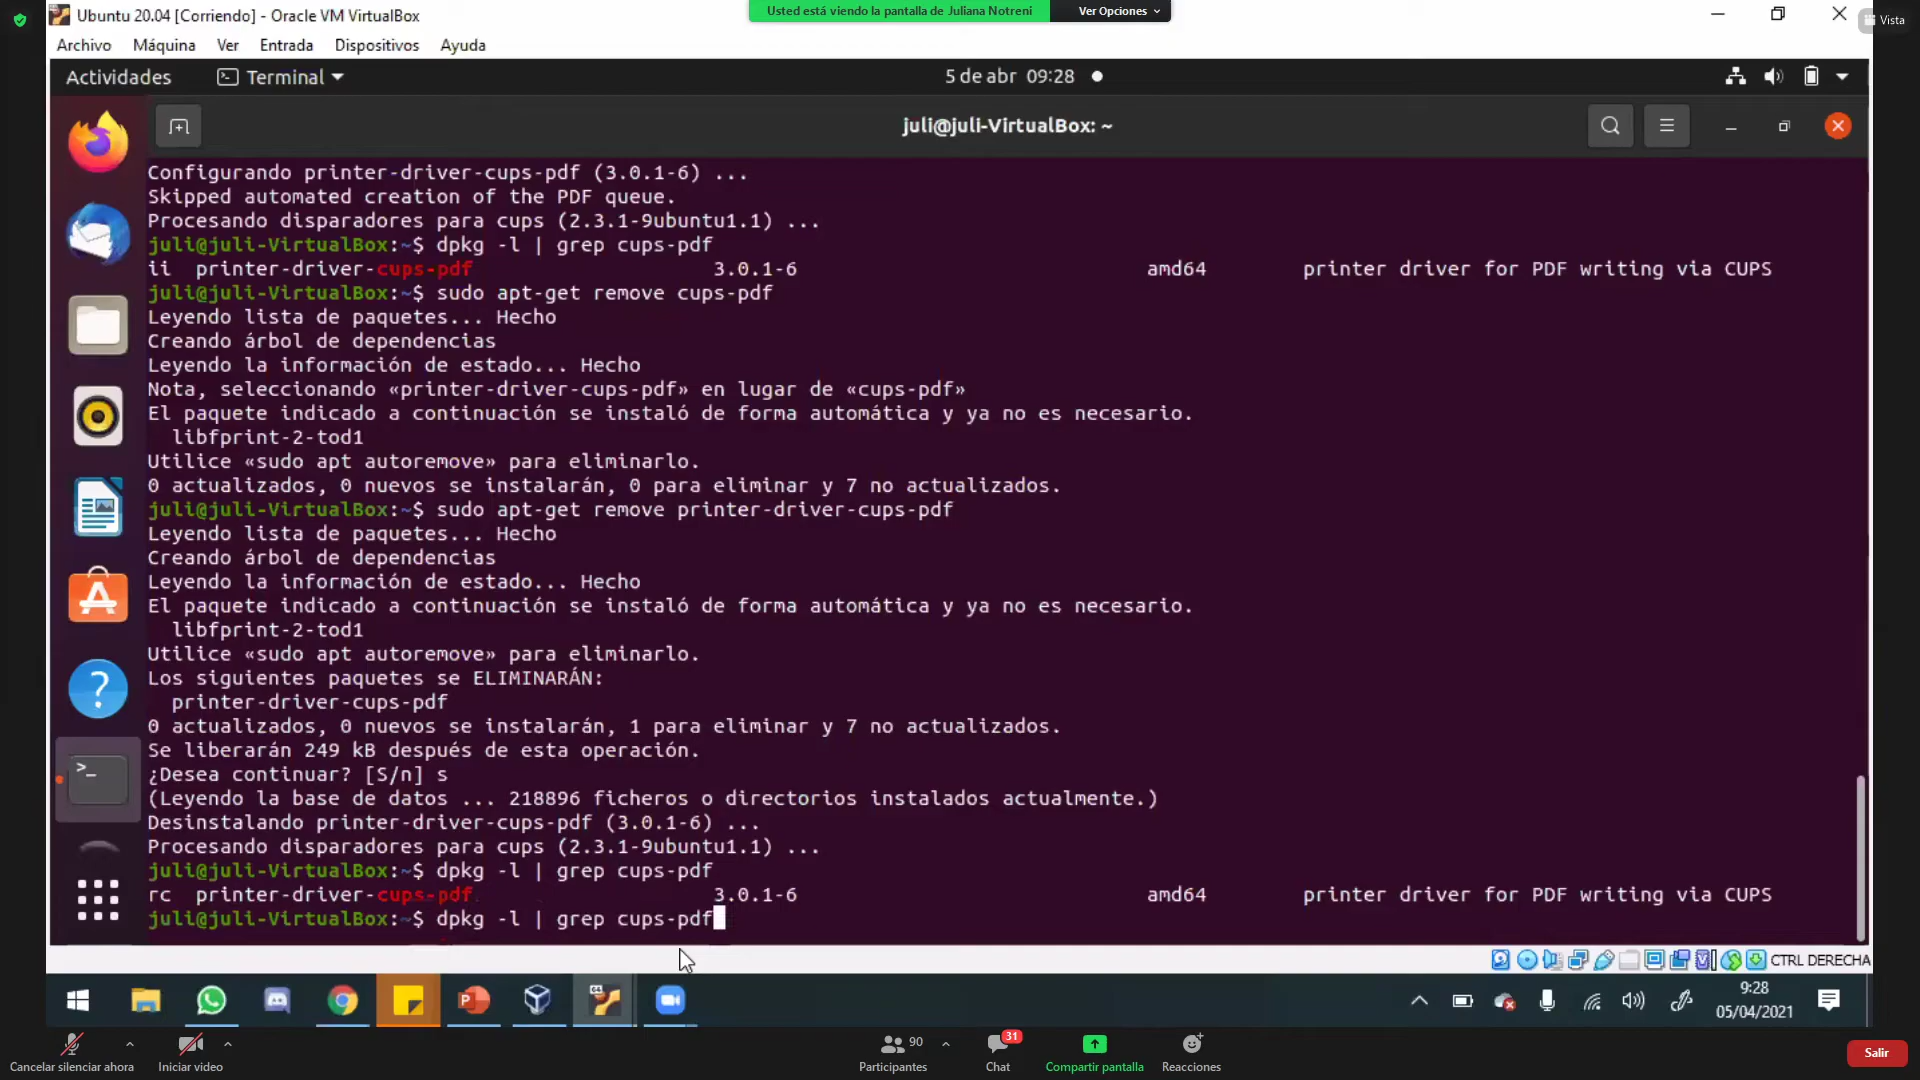 Ubuntu 20.04 [Corriendo] - Oracle VM VirtualBox
Usted está viendo la pantalla de Juliana Notreni
Ver Opciones
Vista
Archivo Máquina Ver Entrada Dispositivos Ayuda
Actividades Terminal 5 de abr 09:28
juli@juli-VirtualBox: ~
Configurando printer-driver-cups-pdf (3.0.1-6) ...
Skipped automated creation of the PDF queue.
Procesando disparadores para cups (2.3.1-9ubuntu1.1) ...
juli@juli-VirtualBox:~$ dpkg -l | grep cups-pdf
ii printer-driver-cups-pdf 3.0.1-6 amd64 printer driver for PDF writing via CUPS
juli@juli-VirtualBox:~$ sudo apt-get remove cups-pdf
Leyendo lista de paquetes... Hecho
Creando árbol de dependencias
Leyendo la información de estado... Hecho
Nota, seleccionando «printer-driver-cups-pdf» en lugar de «cups-pdf»
El paquete indicado a continuación se instaló de forma automática y ya no es necesario.
libfprint-2-tod1
Utilice «sudo apt autoremove» para eliminarlo.
0 actualizados, 0 nuevos se instalarán, 0 para eliminar y 7 no actualizados.
juli@juli-VirtualBox:~$ sudo apt-get remove printer-driver-cups-pdf
Leyendo lista de paquetes... Hecho
Creando árbol de dependencias
Leyendo la información de estado... Hecho
El paquete indicado a continuación se instaló de forma automática y ya no es necesario.
libfprint-2-tod1
Utilice «sudo apt autoremove» para eliminarlo.
Los siguientes paquetes se ELIMINARÁN:
printer-driver-cups-pdf
0 actualizados, 0 nuevos se instalarán, 1 para eliminar y 7 no actualizados.
Se liberarán 249 kB después de esta operación.
¿Desea continuar? [S/n] s
(Leyendo la base de datos ... 218896 ficheros o directorios instalados actualmente.)
Desinstalando printer-driver-cups-pdf (3.0.1-6) ...
Procesando disparadores para cups (2.3.1-9ubuntu1.1) ...
juli@juli-VirtualBox:~$ dpkg -l | grep cups-pdf
rc printer-driver-cups-pdf 3.0.1-6 amd64 printer driver for PDF writing via CUPS
juli@juli-VirtualBox:~$ dpkg -l | grep cups-pdf
CTRL DERECHA
9:28
05/04/2021
90
31
Cancelar silenciar ahora Iniciar video Participantes Chat Compartir pantalla Reacciones Salir